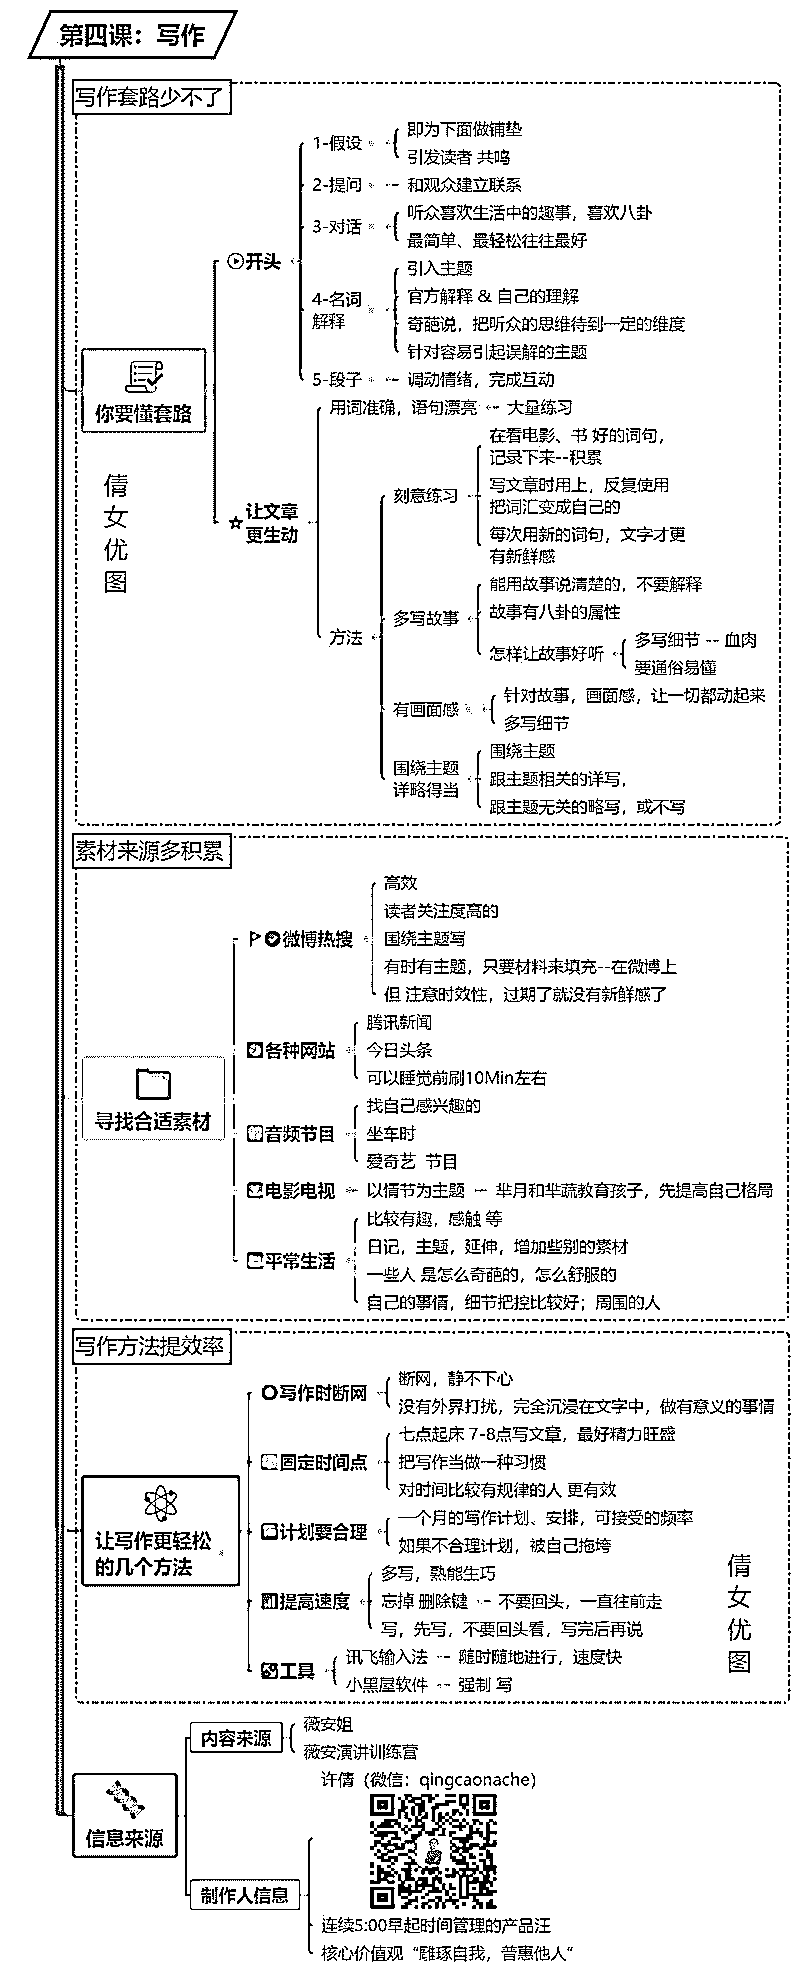 第四课：写作
写作套路少不了
你要懂套路
开头
1-假设
即为下面做铺垫
引发读者 共鸣
2-提问
和观众建立联系
3-对话
听众喜欢生活中的趣事，喜欢八卦
最简单、最轻松往往最好
4-名词
解释
引入主题
官方解释 & 自己的理解
奇葩说，把听众的思维待到一定的维度
针对容易引起误解的主题
5-段子
调动情绪，完成互动
让文章
更生动
用词准确，语句漂亮
大量练习
方法
刻意练习
在看电影、书 好的词句，
记录下来--积累
写文章时用上，反复使用
把词汇变成自己的
每次用新的词句，文字才更
有新鲜感
多写故事
能用故事说清楚的，不要解释
故事有八卦的属性
怎样让故事好听
多写细节 -- 血肉
要通俗易懂
有画面感
针对故事，画面感，让一切都动起来
多写细节
围绕主题
详略得当
围绕主题
跟主题相关的详写，
跟主题无关的略写，或不写
倩女优图
素材来源多积累
寻找合适素材
微博热搜
高效
读者关注度高的
围绕主题写
有时有主题，只要材料来填充--在微博上
但 注意时效性，过期了就没有新鲜感了
各种网站
腾讯新闻
今日头条
可以睡觉前刷10Min左右
音频节目
找自己感兴趣的
坐车时
爱奇艺 节目
电影电视
以情节为主题
芈月和华蔬教育孩子，先提高自己格局
平常生活
比较有趣，感触 等
日记，主题，延伸，增加些别的素材
一些人 是怎么奇葩的，怎么舒服的
自己的事情，细节把控比较好；周围的人
写作方法提效率
让写作更轻松
的几个方法
写作时断网
断网，静不下心
没有外界打扰，完全沉浸在文字中，做有意义的事情
固定时间点
七点起床 7-8点写文章，最好精力旺盛
把写作当做一种习惯
对时间比较有规律的人 更有效
计划要合理
一个月的写作计划、安排，可接受的频率
如果不合理计划，被自己拖垮
提高速度
多写，熟能生巧
忘掉 删除键
不要回头，一直往前走
写，先写，不要回头看，写完后再说
工具
讯飞输入法
随时随地进行，速度快
小黑屋软件
强制 写
倩女优图
信息来源
内容来源
薇安姐
薇安演讲训练营
制作人信息
许倩（微信：qingcaonache）
连续5:00早起时间管理的产品汪
核心价值观“雕琢自我，普惠他人”